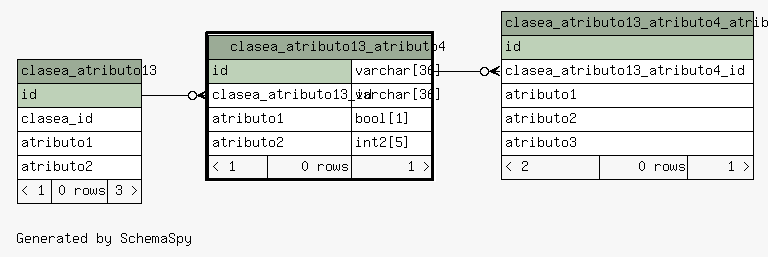 clasea_atributo13
id
clasea_id
atributo1
atributo2
< 1 0 rows 3 >
clasea_atributo13_atributo4
id varchar[36]
clasea_atributo13_id varchar[36]
atributo1 bool[1]
atributo2 int2[5]
< 1 0 rows 1 >
clasea_atributo13_atributo4_atrib
id
clasea_atributo13_atributo4_id
atributo1
atributo2
atributo3
< 2 0 rows 1 >
Generated by SchemaSpy